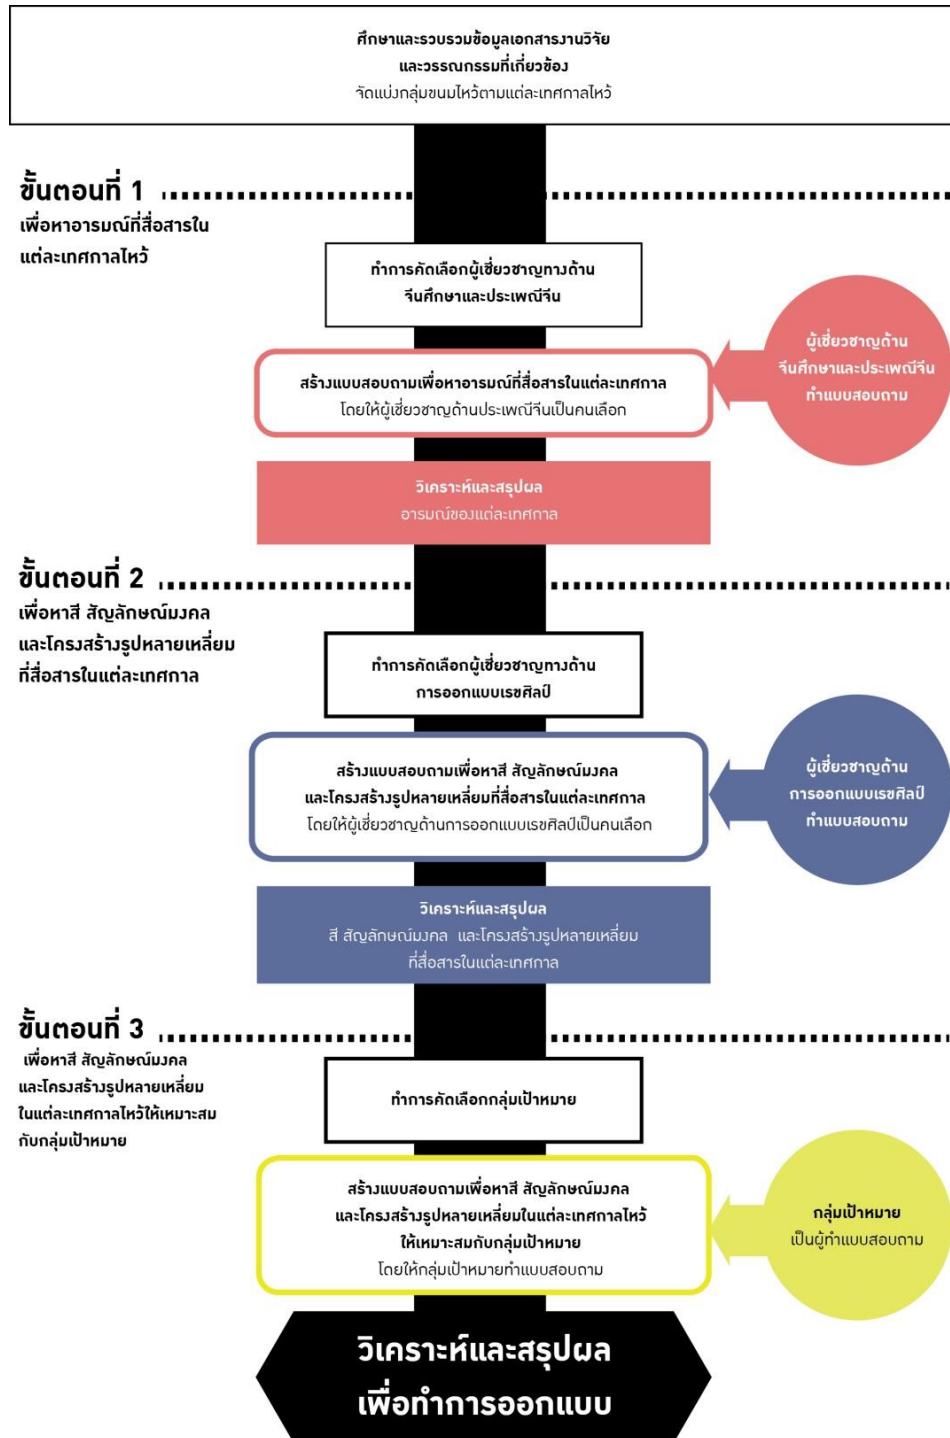 ศึกษาและรวบรวมข้อมูลเอกสารงานวิจัย
และวรรณกรรมที่เกี่ยวข้อง
จัดแบ่งกลุ่มขนมไหว้ตามแต่ละเทศกาลไหว้
ขั้นตอนที่ 1
เพื่อหาอารมณ์ที่สื่อสารใน
แต่ละเทศกาลไหว้
ทำการคัดเลือกผู้เชี่ยวชาญทางด้าน
จีนศึกษาและประเพณีจีน
สร้างแบบสอบถามเพื่อหาอารมณ์ที่สื่อสารในแต่ละเทศกาล
โดยให้ผู้เชี่ยวชาญด้านประเพณีจีนเป็นคนเลือก
ผู้เชี่ยวชาญด้าน
จีนศึกษาและประเพณีจีน
ทำแบบสอบถาม
วิเคราะห์และสรุปผล
อารมณ์ของแต่ละเทศกาล
ขั้นตอนที่ 2
เพื่อหาสี สัญลักษณ์มงคล
และโครงสร้างรูปหลายเหลี่ยม
ที่สื่อสารในแต่ละเทศกาล
ทำการคัดเลือกผู้เชี่ยวชาญทางด้าน
การออกแบบเรขศิลป์
สร้างแบบสอบถามเพื่อหาสี สัญลักษณ์มงคล
และโครงสร้างรูปหลายเหลี่ยมที่สื่อสารในแต่ละเทศกาล
โดยให้ผู้เชี่ยวชาญด้านการออกแบบเรขศิลป์เป็นคนเลือก
ผู้เชี่ยวชาญด้าน
การออกแบบเรขศิลป์
ทำแบบสอบถาม
วิเคราะห์และสรุปผล
สี สัญลักษณ์มงคล และโครงสร้างรูปหลายเหลี่ยม
ที่สื่อสารในแต่ละเทศกาล
ขั้นตอนที่ 3
เพื่อหาสี สัญลักษณ์มงคล
และโครงสร้างรูปหลายเหลี่ยม
ในแต่ละเทศกาลไหว้ให้เหมาะสม
กับกลุ่มเป้าหมาย
ทำการคัดเลือกกลุ่มเป้าหมาย
สร้างแบบสอบถามเพื่อหาสี สัญลักษณ์มงคล
และโครงสร้างรูปหลายเหลี่ยมในแต่ละเทศกาลไหว้
ให้เหมาะสมกับกลุ่มเป้าหมาย
โดยให้กลุ่มเป้าหมายทำแบบสอบถาม
กลุ่มเป้าหมาย
เป็นผู้ทำแบบสอบถาม
วิเคราะห์และสรุปผล
เพื่อทำการออกแบบ